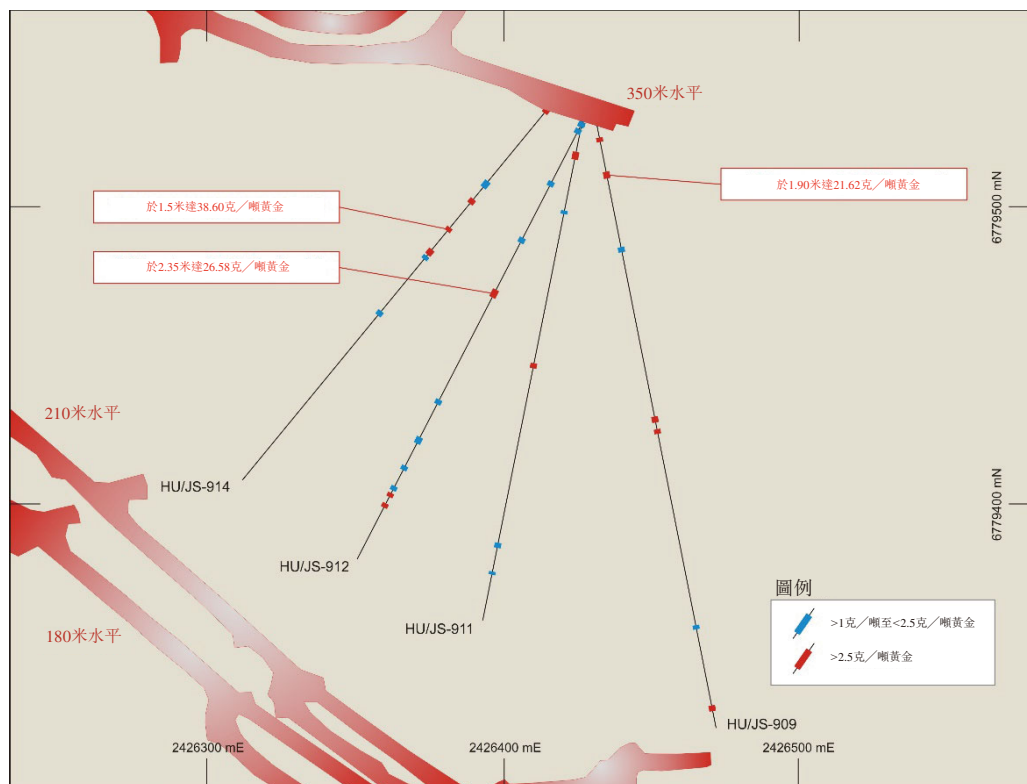 350米水平
於1.90米達21.62克／噸黃金
於1.5米達38.60克／噸黃金
6779500 mN
於2.35米達26.58克／噸黃金
210米水平
HU/JS-914
6779400 mN
HU/JS-912
圖例
>1克／噸至<2.5克／噸黃金
HU/JS-911
180米水平
>2.5克／噸黃金
HU/JS-909
2426300 mE
2426400 mE
2426500 mE